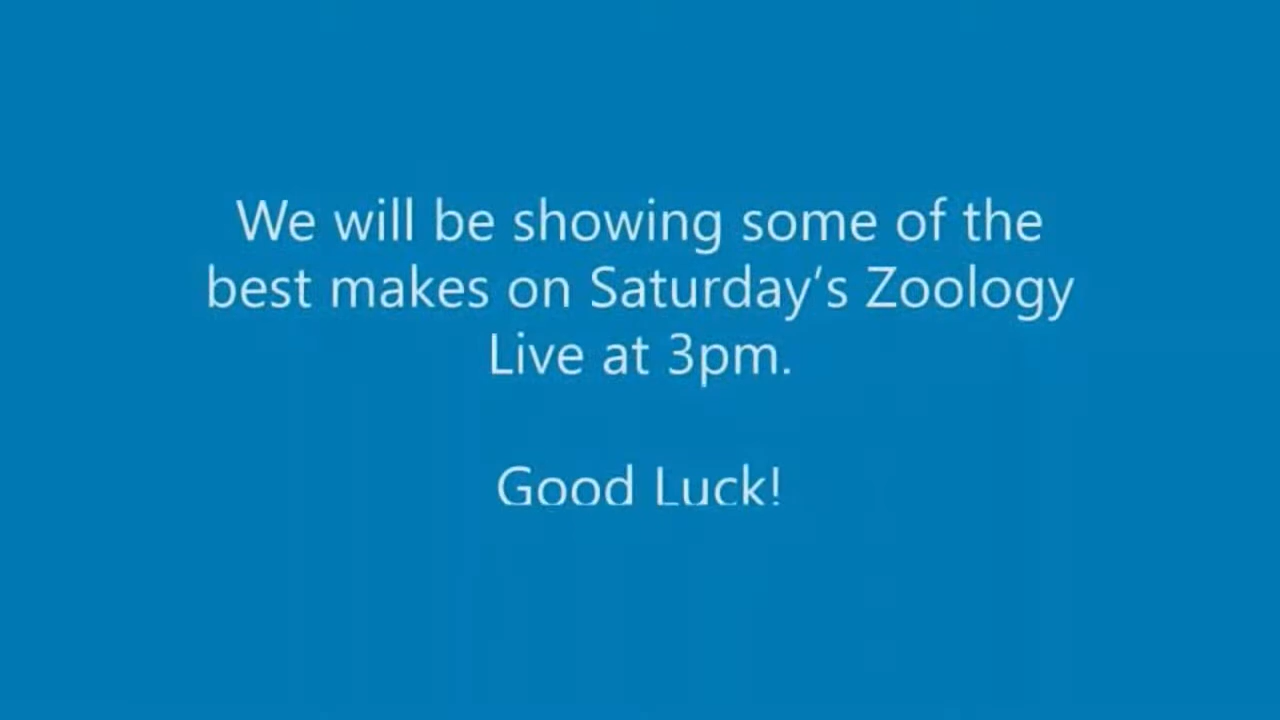 We will be showing some of the
best makes on Saturday‘s Zoology
Live at 3pm.
Good Luck!